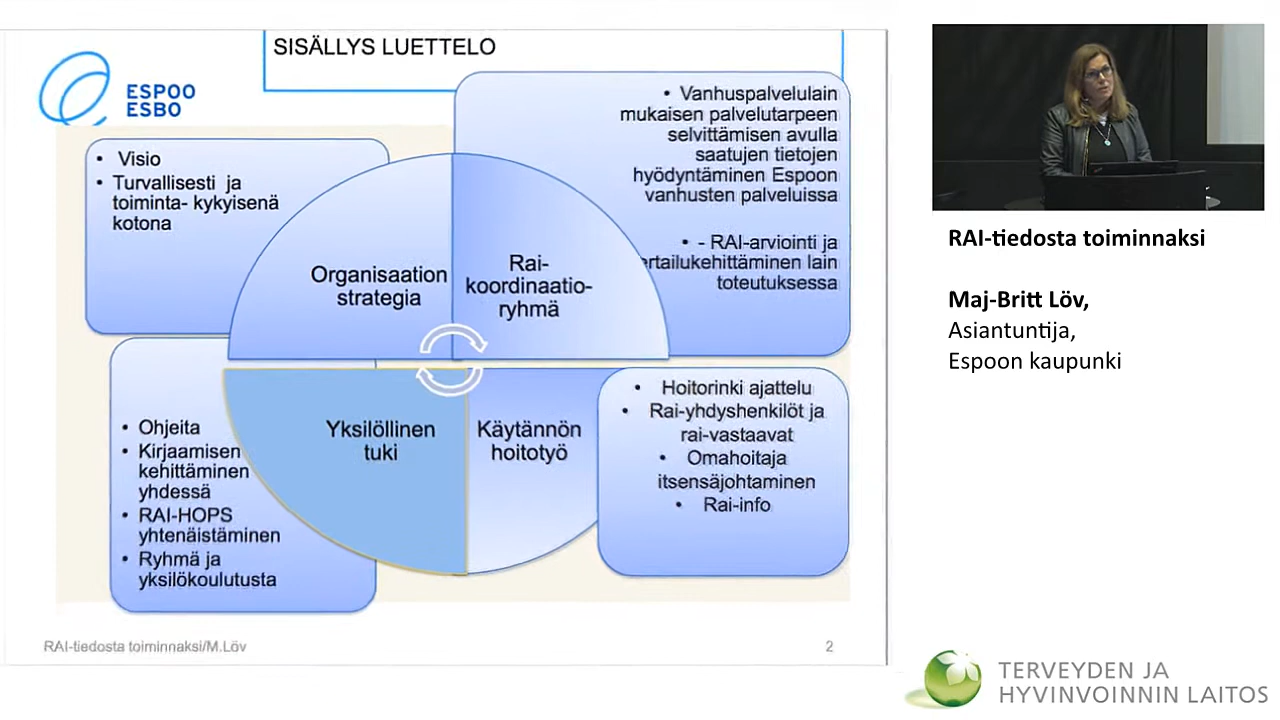 SISÄLLYS LUETTELO
ESPOO
ESBO
• Visio
• Turvallisesti ja
toiminta- kykyisenä
kotona
• Vanhuspalvelulain
mukaisen palvelutarpeen
selvittämisen avulla
saatujen tietojen
hyödyntäminen Espoon
vanhusten palveluissa
• - RAI-arviointi ja
ertailukehittäminen lain
toteutuksessa
Organisaation
strategia
Rai-
koordinaatio-
ryhmä
Yksilöllinen
tuki
Käytännön
hoitotyö
• Ohjeita
• Kirjaamisen
kehittäminen
yhdessä
• RAI-HOPS
yhtenäistäminen
• Ryhmä ja
yksilökoulutusta
• Hoitorinki ajattelu
• Rai-yhdyshenkilöt ja
rai-vastaavat
• Omahoitaja
itsensäjohtaminen
• Rai-info
RAI-tiedosta toiminnaksi/M.Löv
2
RAI-tiedosta toiminnaksi
Maj-Britt Löv,
Asiantuntija,
Espoon kaupunki
TERVEYDEN JA
HYVINVOINNIN LAITOS